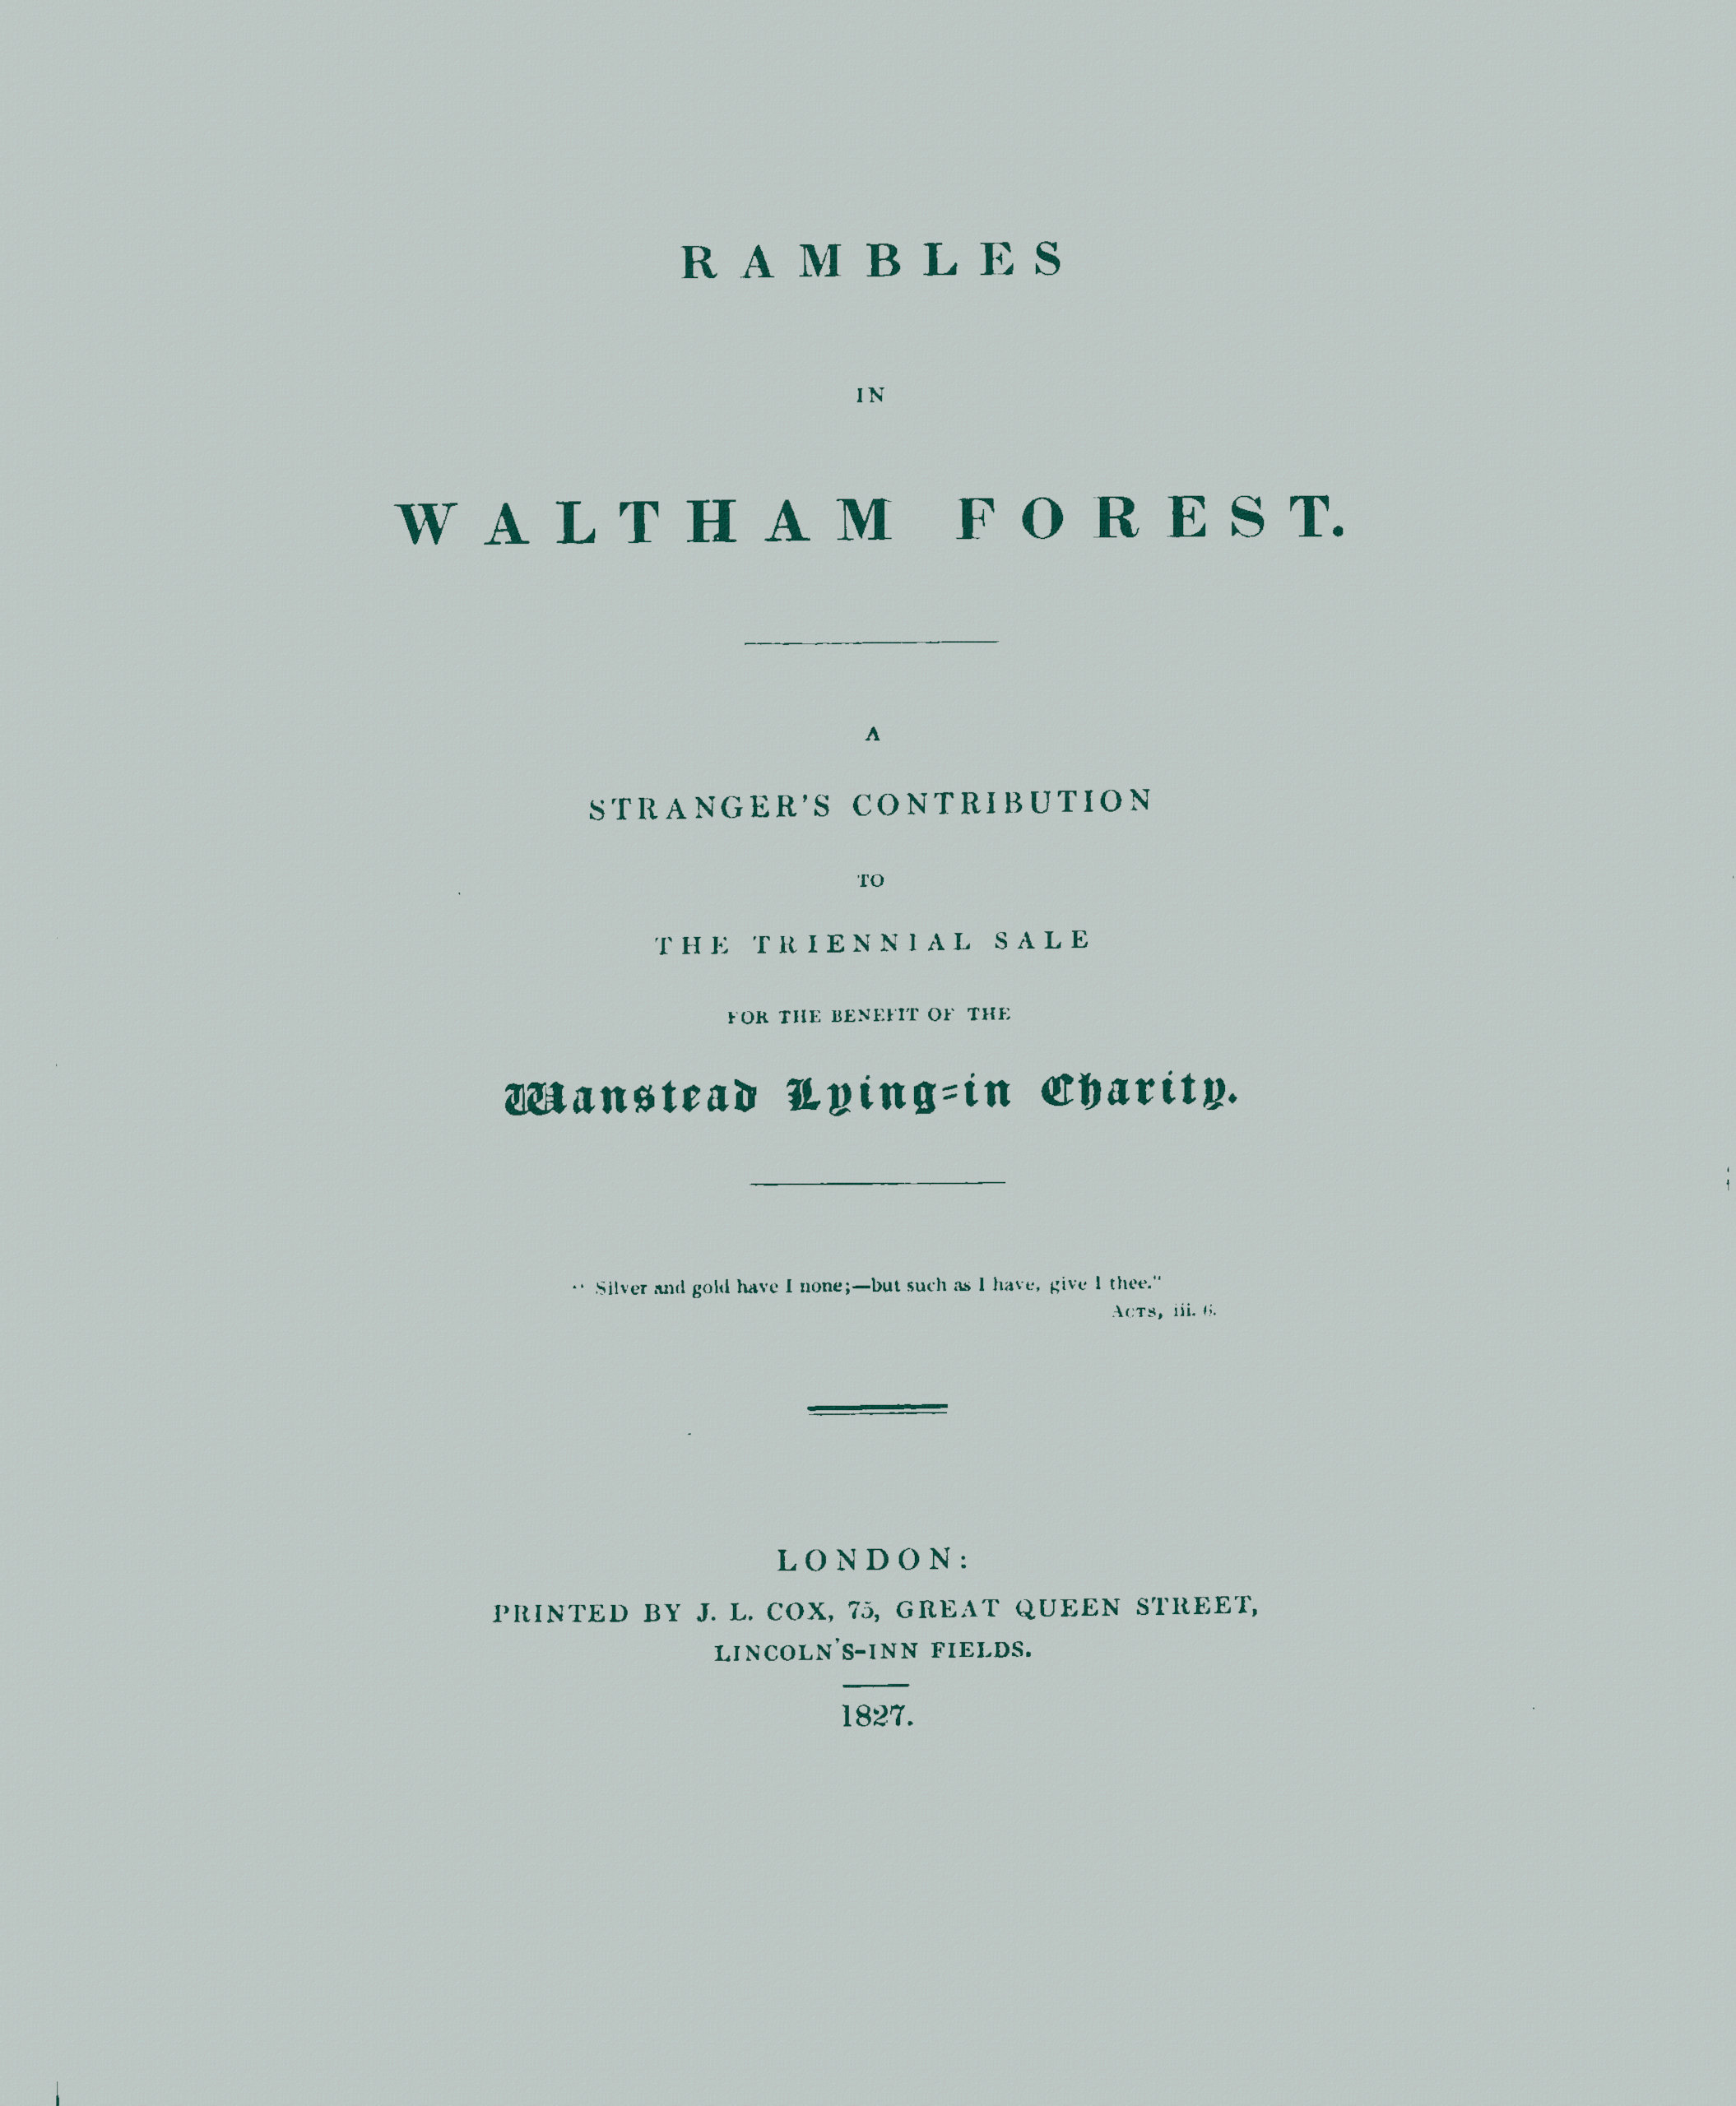 RAMBLES
IN
WALTHAM FOREST.
A
STRANGER'S CONTRIBUTION
TO
THE TRIENNIAL SALE
FOR THE BENEFIT OF THE
Wanstead Lying=in Charity.
" Silver and gold have I none;—but such as I have, give I thee."
ACTS, iii. 6.
LONDON:
PRINTED BY J. L. COX, 75, GREAT QUEEN STREET,
LINCOLN'S-INN FIELDS.
1827.